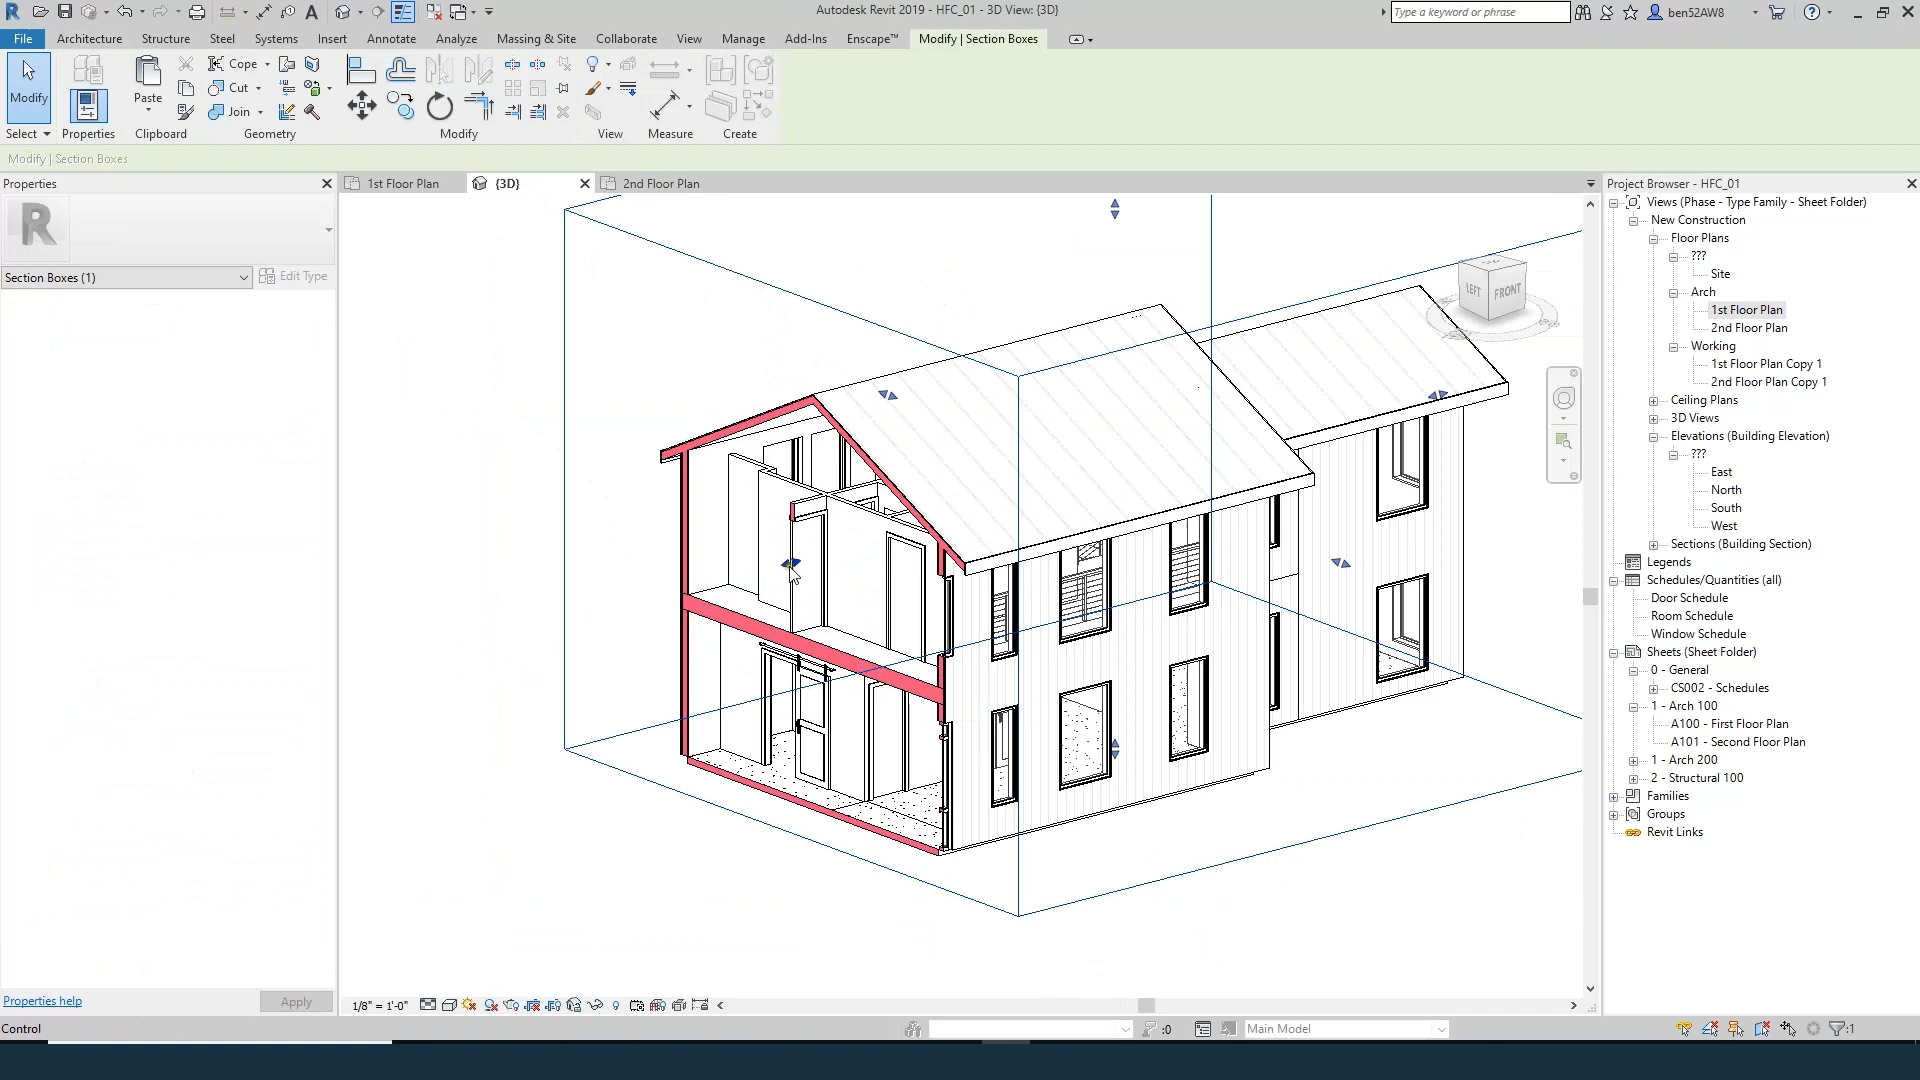 Autodesk Revit 2019 - HFC_01 - 3D View: {3D}
Type a keyword or phrase
ben52AW8
File
Architecture
Structure
Steel
Systems
Insert
Annotate
Analyze
Massing & Site
Collaborate
View
Manage
Add-Ins
Enscape™
Modify | Section Boxes
Modify
Paste
Cope
Cut
Join
Select
Properties
Clipboard
Geometry
Modify
View
Measure
Create
Modify | Section Boxes
Properties
1st Floor Plan
{3D}
2nd Floor Plan
Project Browser - HFC_01
R
Section Boxes (1)
Edit Type
LEFT
FRONT
Views (Phase - Type Family - Sheet Folder)
New Construction
Floor Plans
???
Site
Arch
1st Floor Plan
2nd Floor Plan
Working
1st Floor Plan Copy 1
2nd Floor Plan Copy 1
Ceiling Plans
3D Views
Elevations (Building Elevation)
???
East
North
South
West
Sections (Building Section)
Legends
Schedules/Quantities (all)
Door Schedule
Room Schedule
Window Schedule
Sheets (Sheet Folder)
0 - General
CS002 - Schedules
1 - Arch 100
A100 - First Floor Plan
A101 - Second Floor Plan
1 - Arch 200
2 - Structural 100
Families
Groups
Revit Links
Properties help
Apply
1/8" = 1'-0"
Control
:0
Main Model
:1